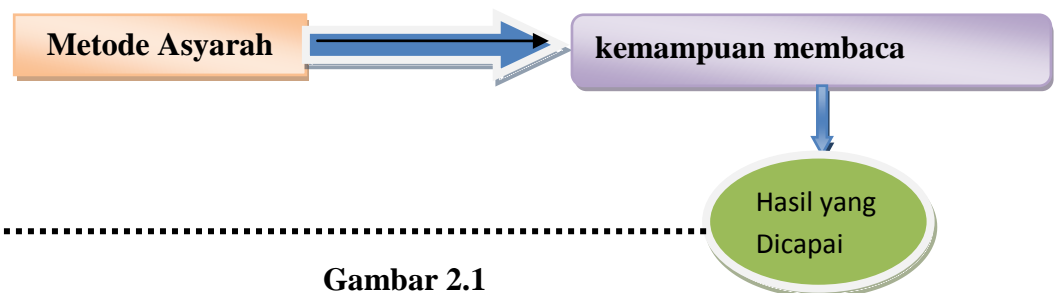 Metode Asyarah
kemampuan membaca
Hasil yang
Dicapai
Gambar 2.1